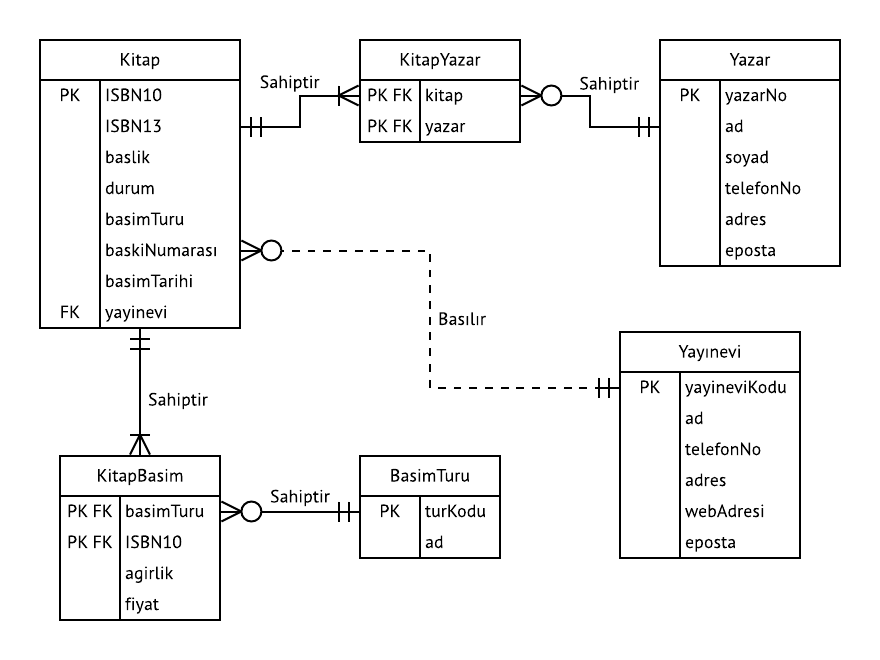 Kitap
PK ISBN10
ISBN13
baslik
durum
basimTuru
baskiNumarası
basimTarihi
FK yayinevi
Sahiptir
KitapYazar
PK FK kitap
PK FK yazar
Sahiptir
Yazar
PK yazarNo
ad
soyad
telefonNo
adres
eposta
Basılır
Yayınevi
PK yayineviKodu
ad
telefonNo
adres
webAdresi
eposta
Sahiptir
KitapBasim
PK FK basimTuru
PK FK ISBN10
agirlik
fiyat
Sahiptir
BasimTuru
PK turKodu
ad